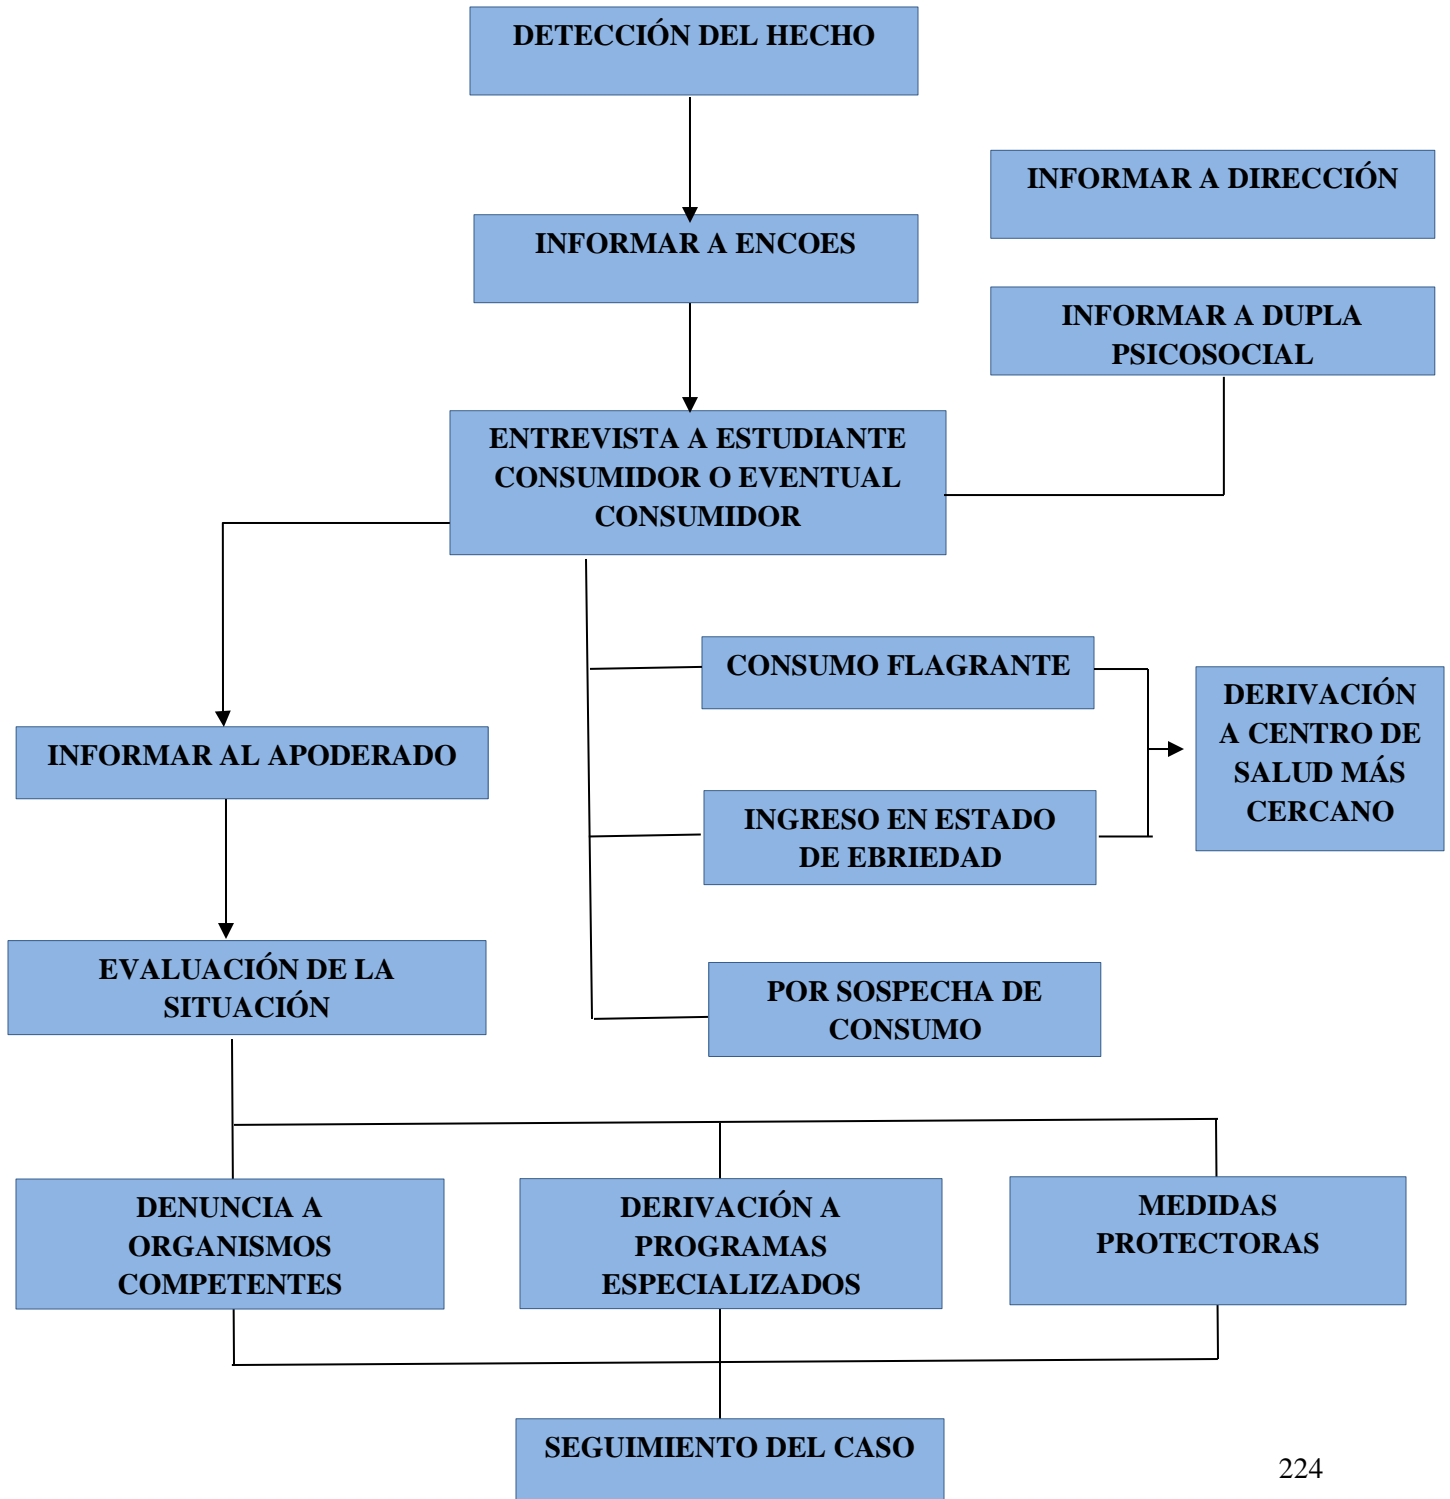 DETECCIÓN DEL HECHO
INFORMAR A DIRECCIÓN
INFORMAR A ENCOES
INFORMAR A DUPLA
PSICOSOCIAL
ENTREVISTA A ESTUDIANTE
CONSUMIDOR O EVENTUAL
CONSUMIDOR
CONSUMO FLAGRANTE
DERIVACIÓN
A CENTRO DE
SALUD MÁS
CERCANO
INFORMAR AL APODERADO
INGRESO EN ESTADO
DE EBRIEDAD
EVALUACIÓN DE LA
SITUACIÓN
POR SOSPECHA DE
CONSUMO
DENUNCIA A
ORGANISMOS
COMPETENTES
DERIVACIÓN A
PROGRAMAS
ESPECIALIZADOS
MEDIDAS
PROTECTORAS
SEGUIMIENTO DEL CASO
224